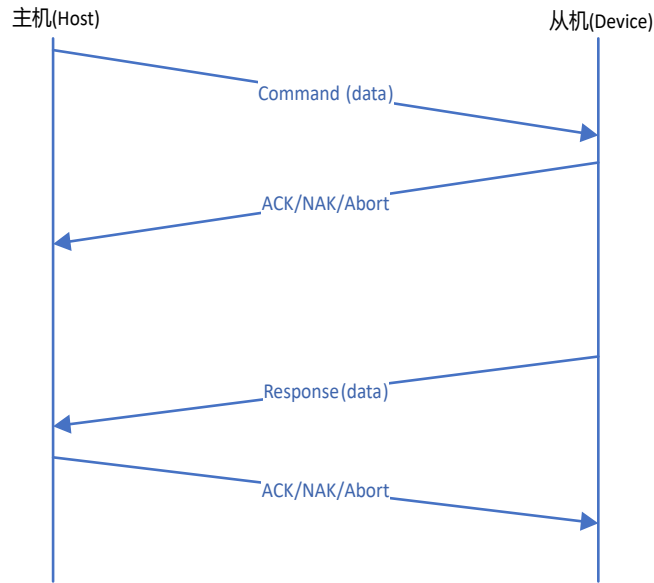 主机(Host)
从机(Device)
Command (data)
ACK/NAK/Abort
Response(data)
ACK/NAK/Abort